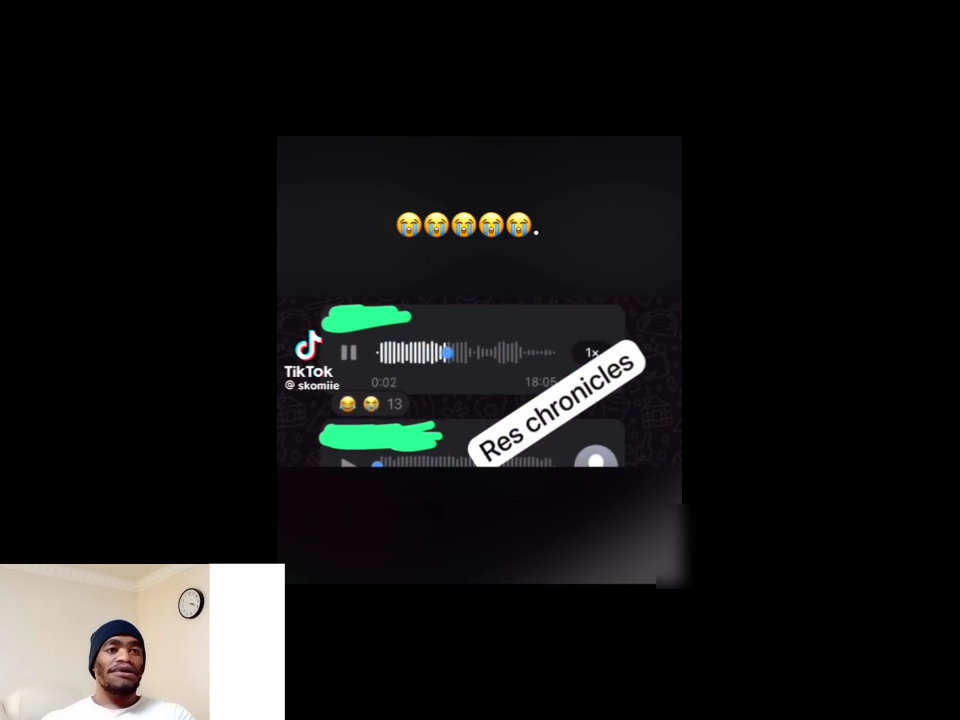 😭😭😭😭😭.
1x
TikTok
@ skomiie
0:02
18:05
😂 😭 13
Res chronicles